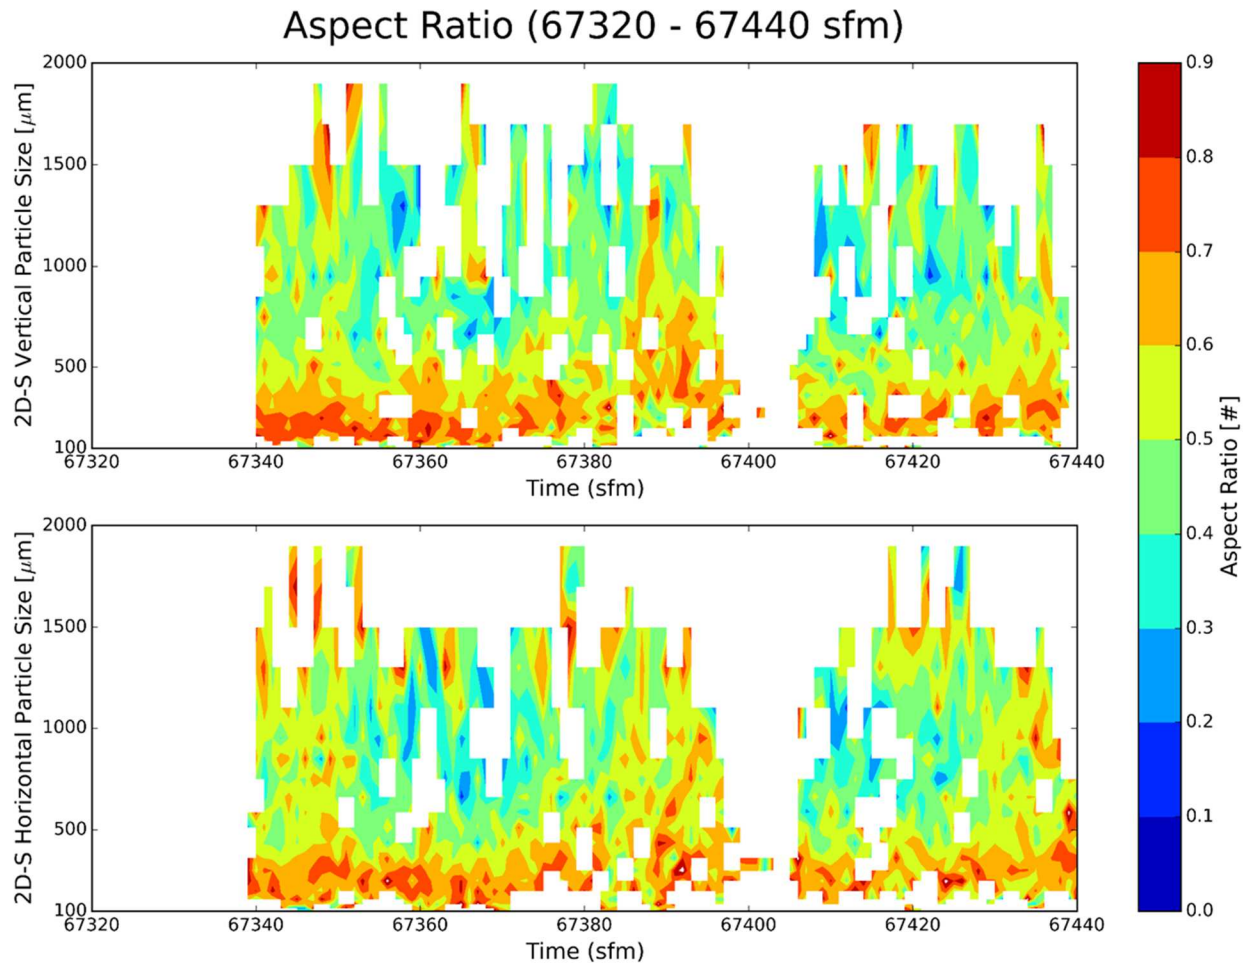 Aspect Ratio (67320 - 67440 sfm)
2D-S Vertical Particle Size [μm]
2000
1500
1000
500
100
67320 67340 67360 67380 67400 67420 67440
Time (sfm)
2D-S Horizontal Particle Size [μm]
2000
1500
1000
500
100
67320 67340 67360 67380 67400 67420 67440
Time (sfm)
0.9
0.8
0.7
0.6
0.5
0.4
0.3
0.2
0.1
0.0
Aspect Ratio [#]